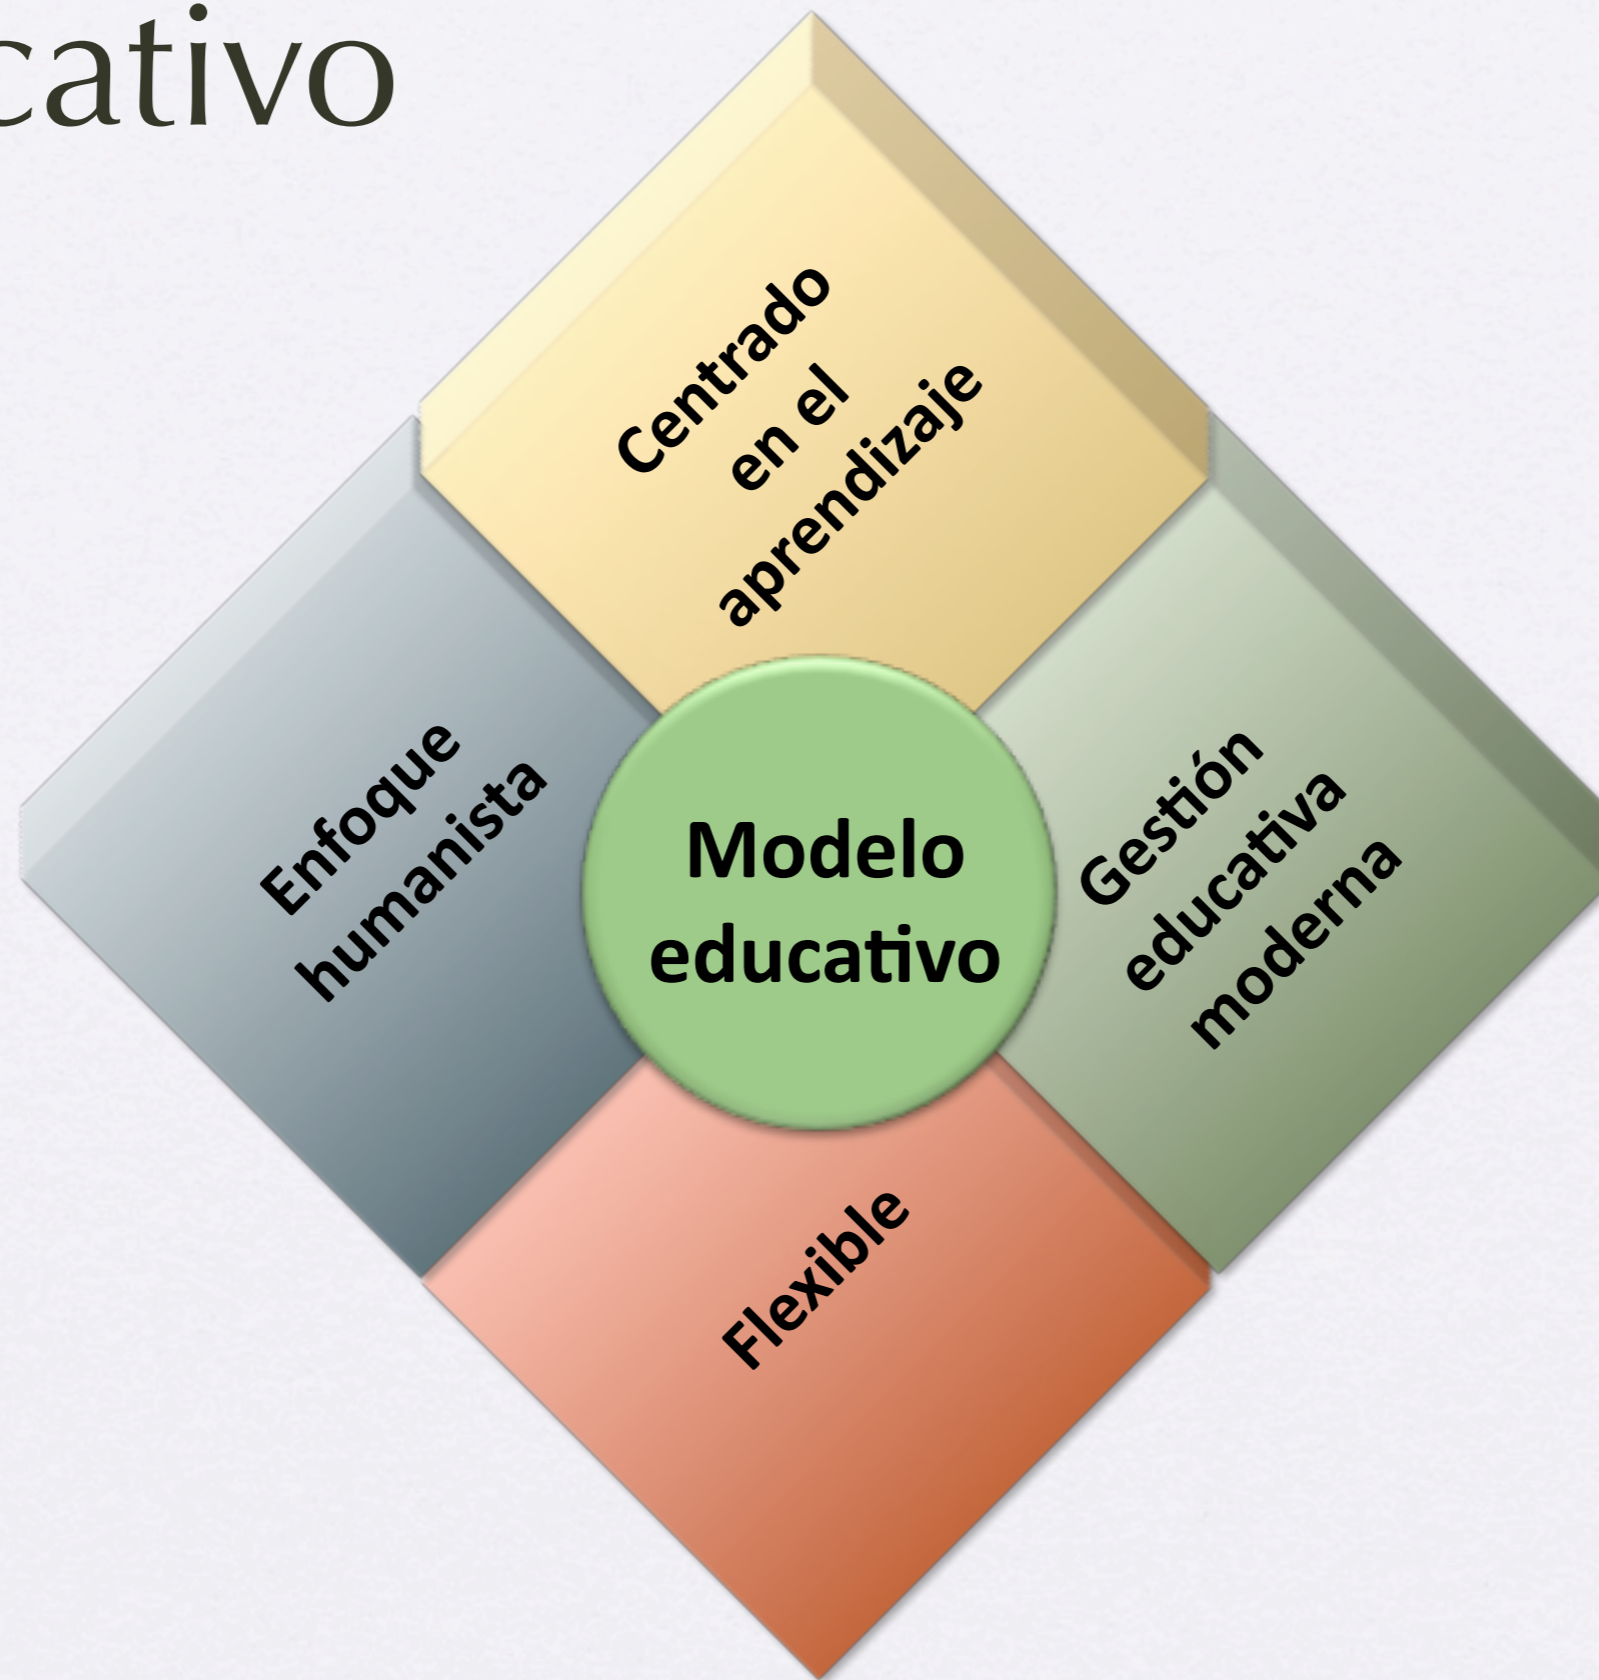 cativo
Centrado
en el
aprendizaje
Enfoque
humanista
Modelo
educativo
Gestión
educativa
moderna
Flexible